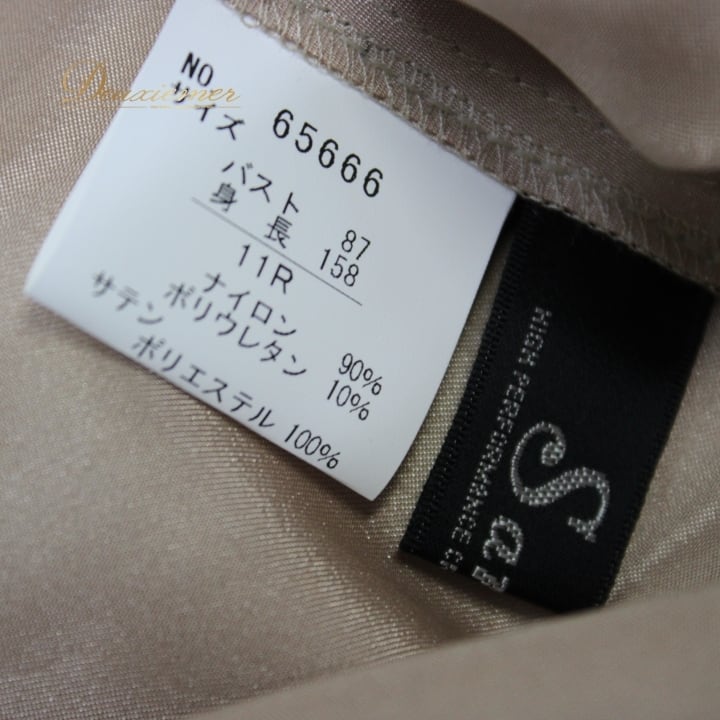 Deuxiemer
NO 65666
サイズ
バスト 87
身長 158
11R
ナイロン 90%
ポリウレタン 10%
サテン
ポリエステル 100%
HIGH PERFORMANCE